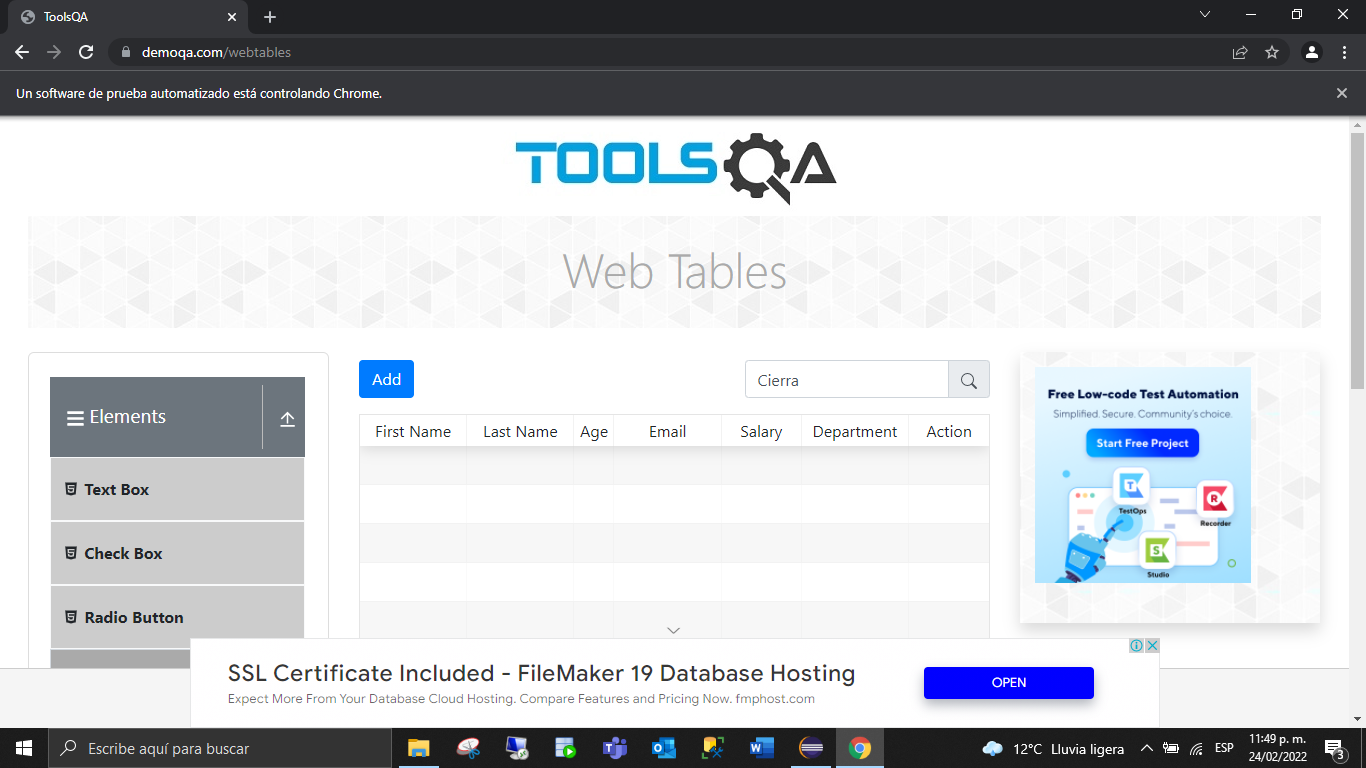 ToolsQA
demoqa.com/webtables
Un software de prueba automatizado está controlando Chrome.
TOOLSQA
Web Tables
Elements
Text Box
Check Box
Radio Button
Add
Cierra
First Name Last Name Age Email Salary Department Action
Free Low-code Test Automation
Simplified. Secure. Community's choice.
Start Free Project
TestOps
Recorder
Studio
SSL Certificate Included - FileMaker 19 Database Hosting
Expect More From Your Database Cloud Hosting. Compare Features and Pricing Now. fmphost.com
OPEN
Escribe aquí para buscar
12°C Lluvia ligera
ESP
11:49 p. m.
24/02/2022
3